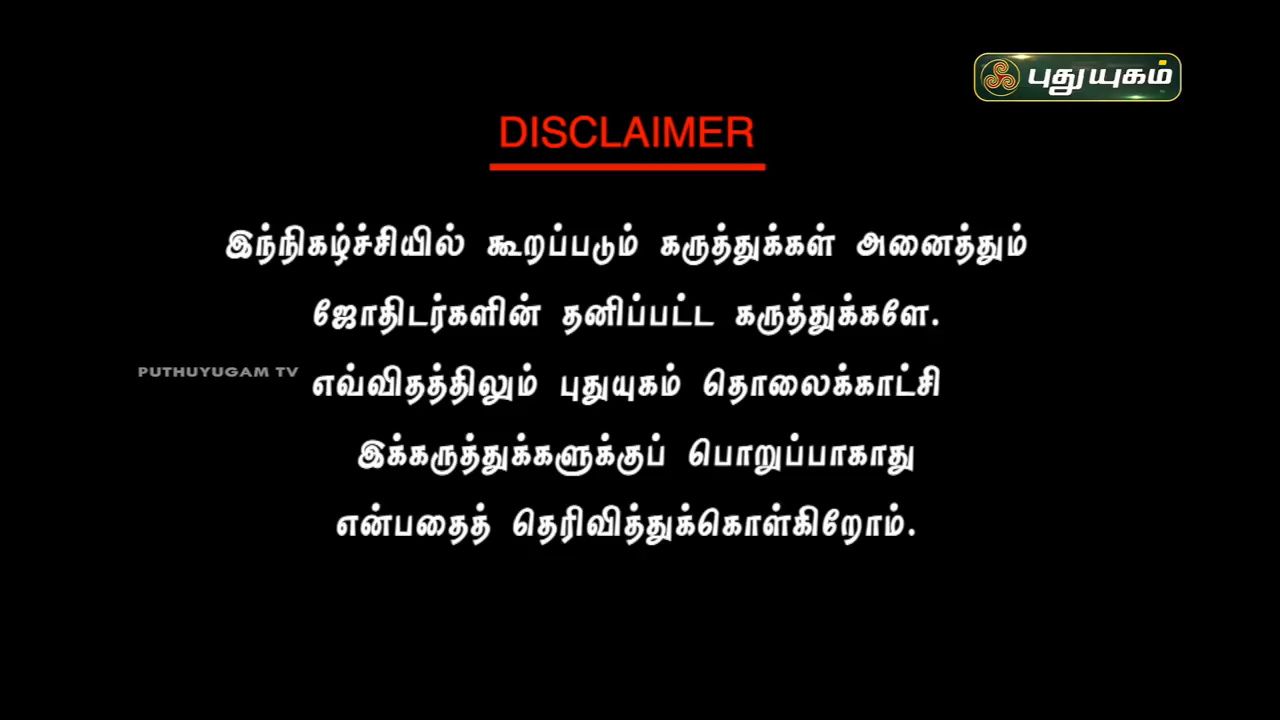 புதுயுகம்
DISCLAIMER
இந்நிகழ்ச்சியில் கூறப்படும் கருத்துக்கள் அனைத்தும்
ஜோதிடர்களின் தனிப்பட்ட கருத்துக்களே.
PUTHUYUGAM TV
எவ்விதத்திலும் புதுயுகம் தொலைக்காட்சி
இக்கருத்துக்களுக்குப் பொறுப்பாகாது
என்பதைத் தெரிவித்துக்கொள்கிறோம்.